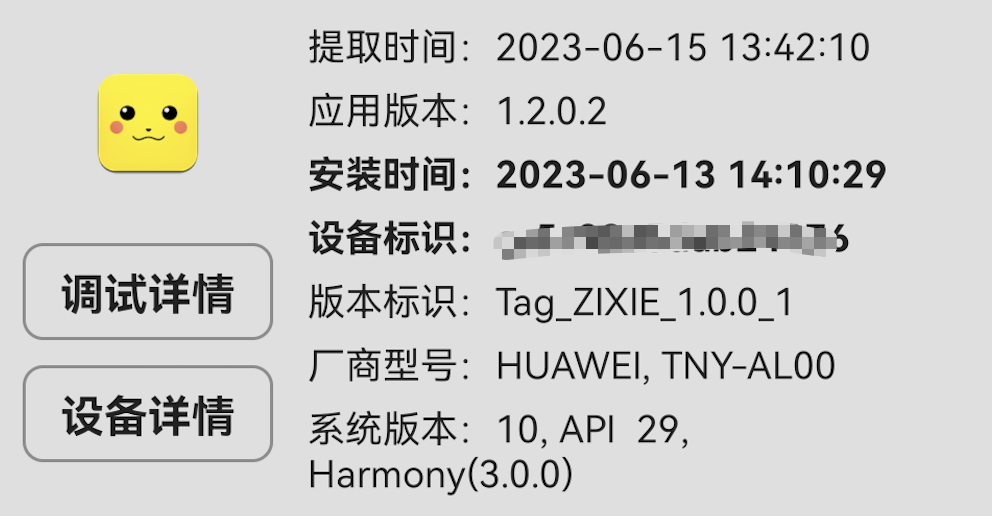 提取时间：2023-06-15 13:42:10
应用版本：1.2.0.2
安装时间：2023-06-13 14:10:29
设备标识：
版本标识：Tag_ZIXIE_1.0.0_1
厂商型号：HUAWEI, TNY-AL00
系统版本：10, API  29,
Harmony(3.0.0)
调试详情
设备详情